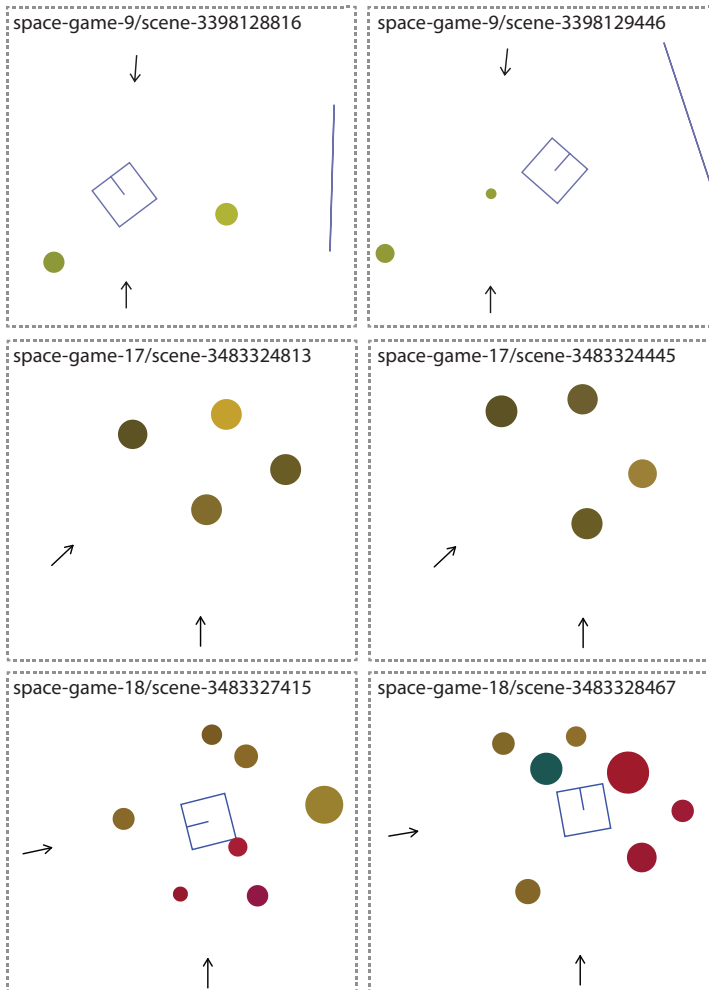 space-game-9/scene-3398128816
space-game-9/scene-3398129446
space-game-17/scene-3483324813
space-game-17/scene-3483324445
space-game-18/scene-3483327415
space-game-18/scene-3483328467